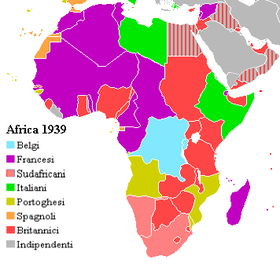 Africa 1939
Belgi
Francesi
Sudafricani
Italiani
Portoghesi
Spagnoli
Britannici
Indipendenti